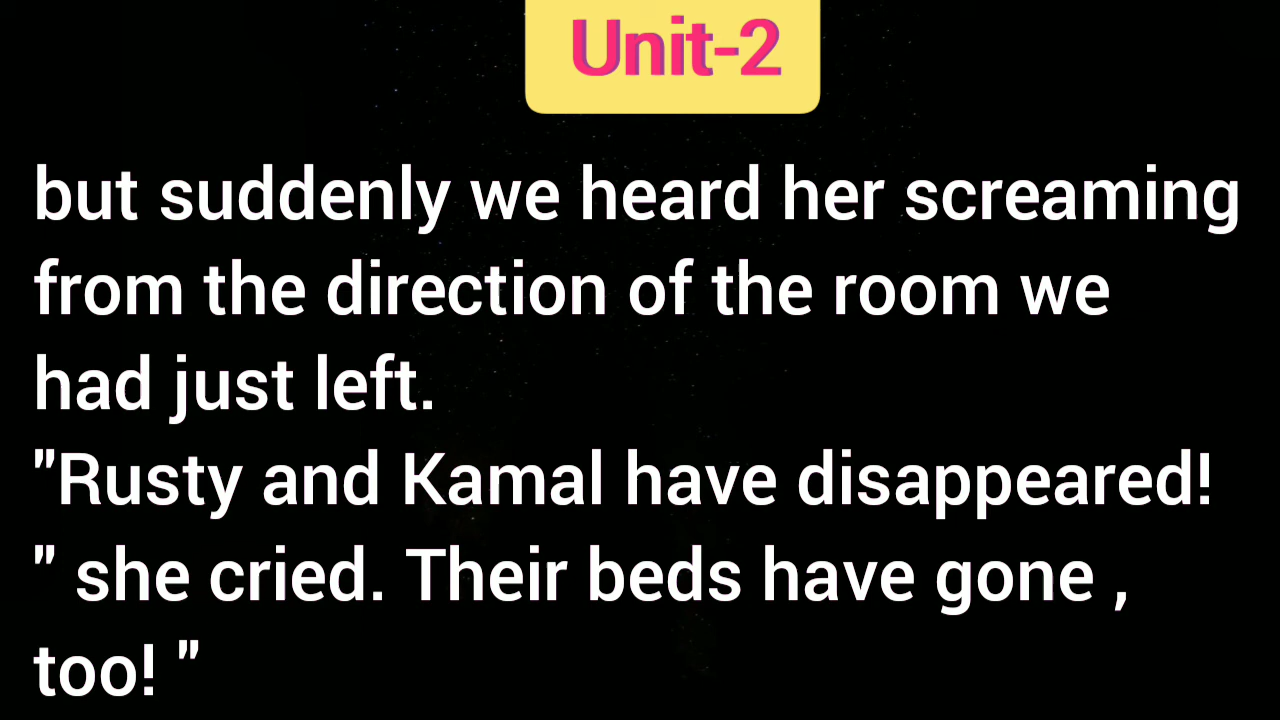 Unit-2
but suddenly we heard her screaming
from the direction of the room we
had just left.
"Rusty and Kamal have disappeared!
" she cried. Their beds have gone ,
too! "